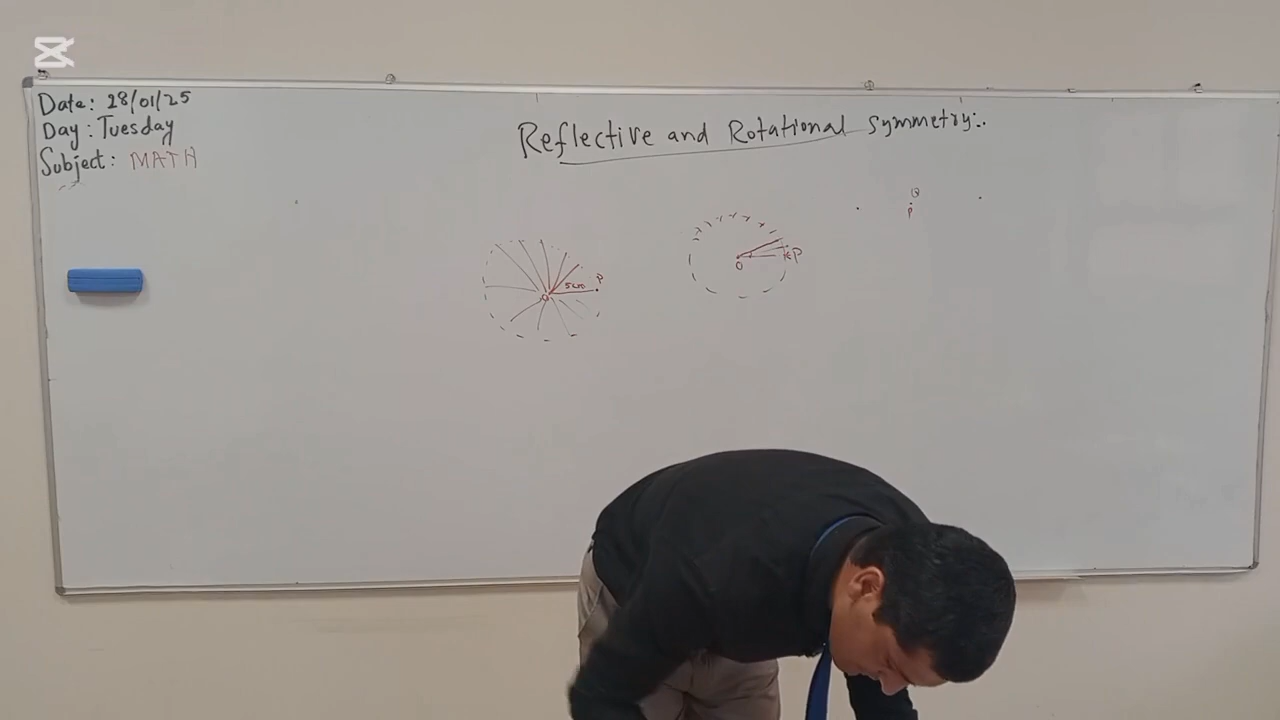 Date: 28/01/25
Day: Tuesday
Subject: MATH
Reflective and Rotational Symmetry:.
Q
P
P
O
P
5cm
O